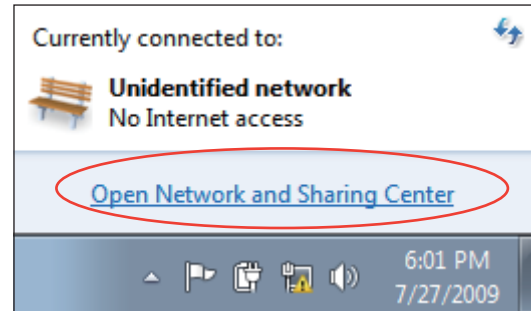 Currently connected to:
Unidentified network
No Internet access
Open Network and Sharing Center
6:01 PM
7/27/2009